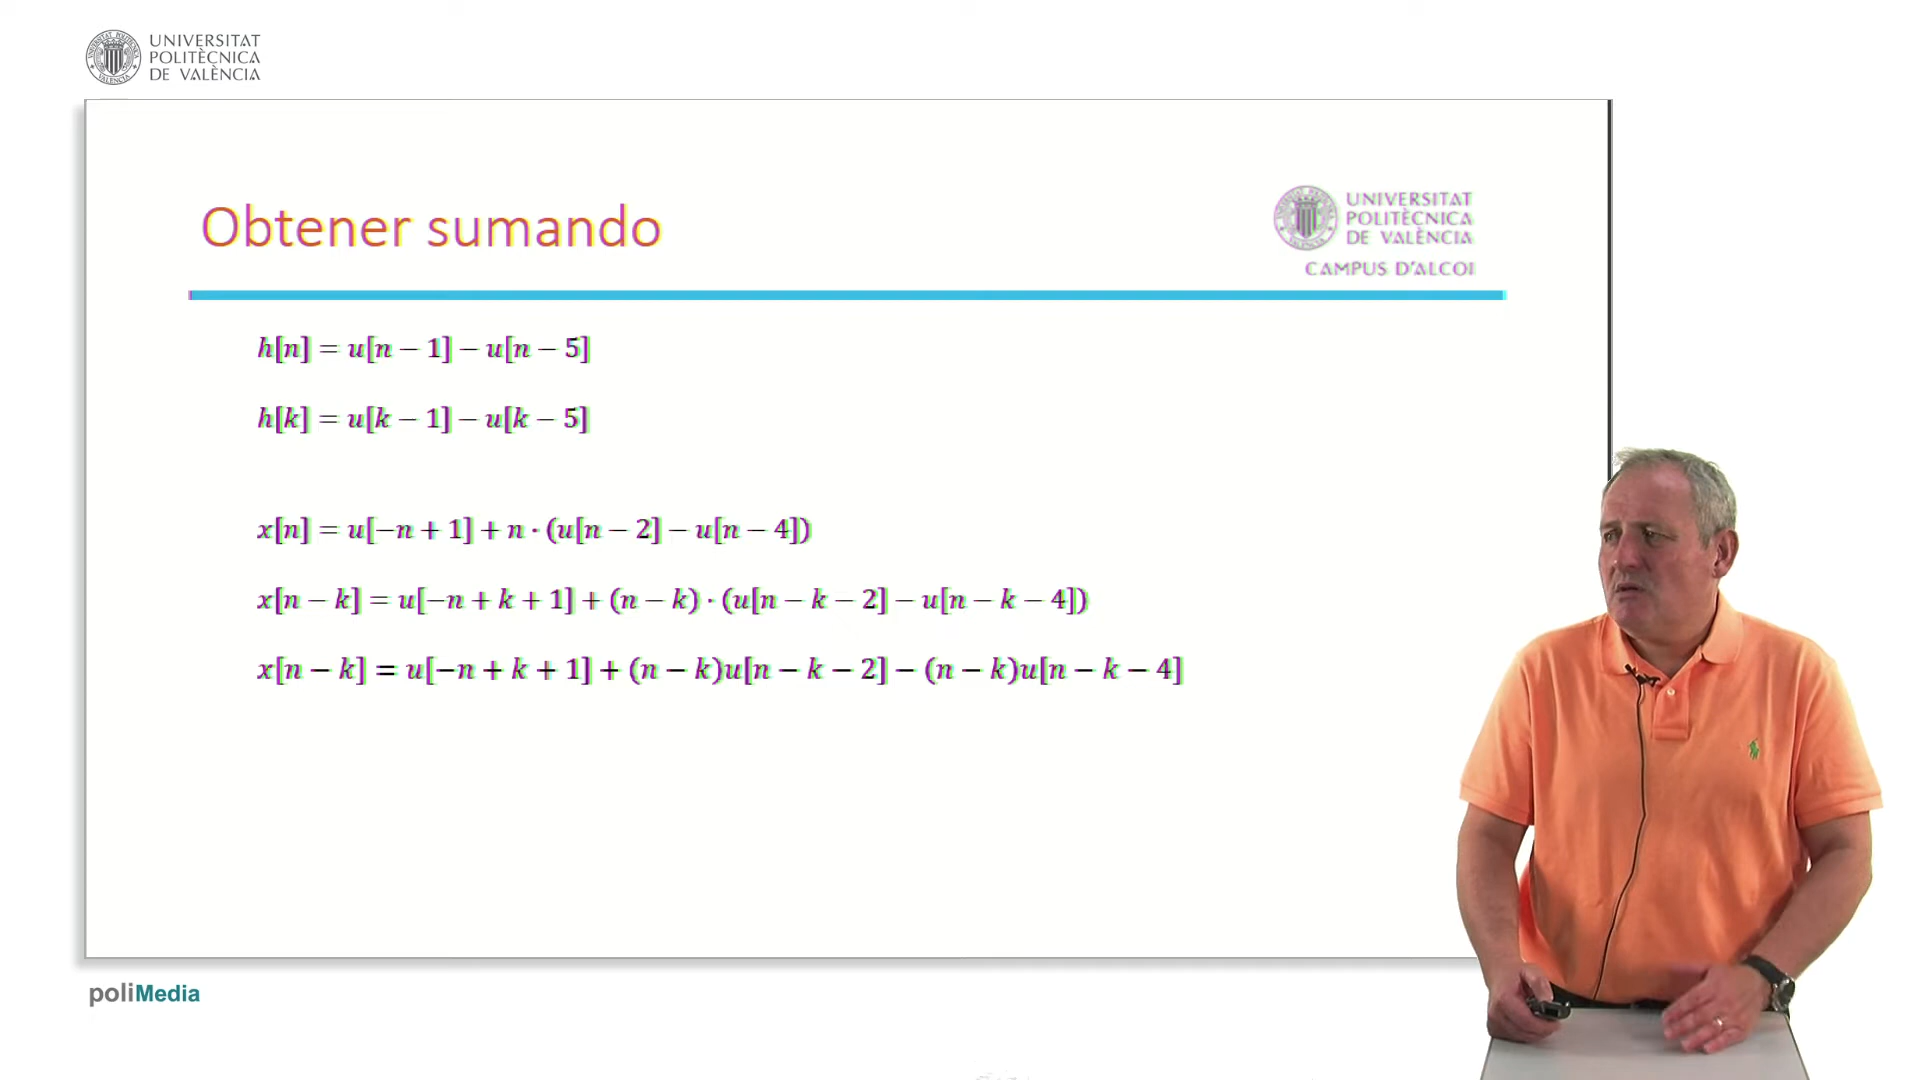 UNIVERSITAT
POLITÈCNICA
DE VALÈNCIA
Obtener sumando
UNIVERSITAT
POLITÈCNICA
DE VALÈNCIA
CAMPUS D'ALCOI
h[n] = u[n − 1] − u[n − 5]
h[k] = u[k − 1] − u[k − 5]
x[n] = u[−n + 1] + n · (u[n − 2] − u[n − 4])
x[n − k] = u[−n + k + 1] + (n − k) · (u[n − k − 2] − u[n − k − 4])
x[n − k] = u[−n + k + 1] + (n − k)u[n − k − 2] − (n − k)u[n − k − 4]
poliMedia